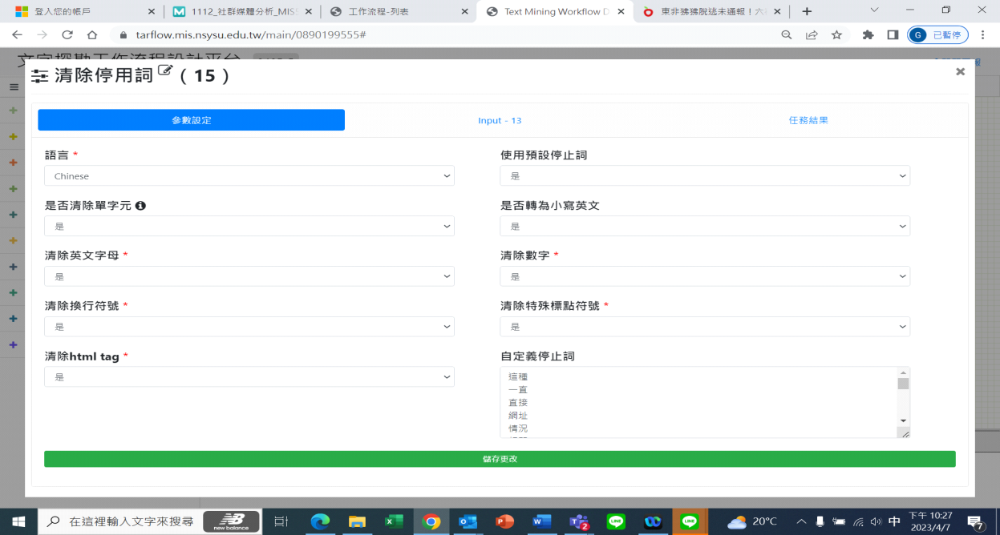 登入您的帳戶
1112_社群媒體分析_MIS
工作流程-列表
Text Mining Workflow D
東非狒狒脫逃未通報!六
tarflow.mis.nsysu.edu.tw/main/0890199555#
G 已暫停
清除停用詞 ( 15 )
參數設定
Input - 13
任務結果
語言 *
使用預設停止詞
Chinese
是
是否清除單字元
是否轉為小寫英文
是
是
清除英文字母 *
清除數字 *
是
是
清除換行符號 *
清除特殊標點符號 *
是
是
清除html tag *
自定義停止詞
是
這種
一直
直接
網址
情況
儲存更改
在這裡輸入文字來搜尋
new balance
20°C
中
下午 10:27
2023/4/7
7
2
LINE
LINE